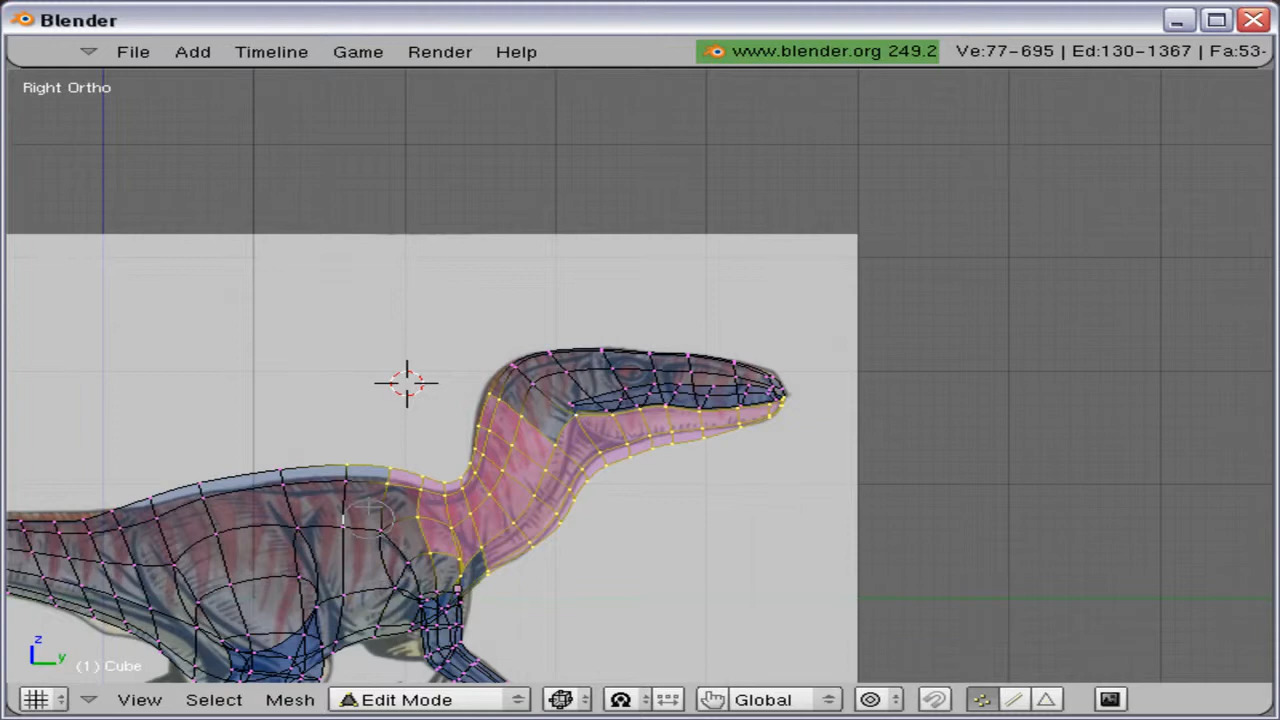 Blender
File Add Timeline Game Render Help www.blender.org 249.2 Ve:77-695 | Ed:130-1367 | Fa:53-
Right Ortho
z
y
(1) Cube
View Select Mesh Edit Mode Global